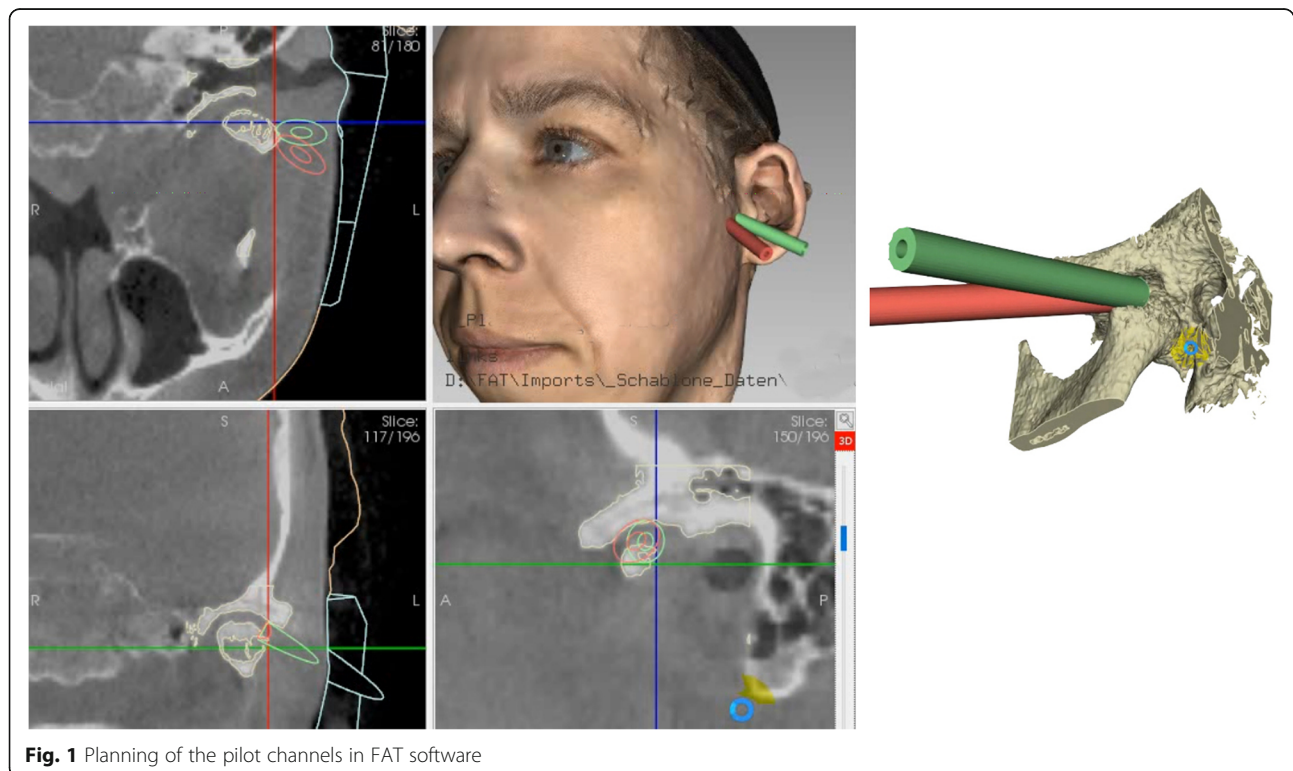 P
Slice:
81/180
R
L
A
D:\FAT\Imports\_Schablone_Daten\
S
Slice:
117/196
R
L
S
Slice:
150/196
3D
A
P
Fig. 1 Planning of the pilot channels in FAT software